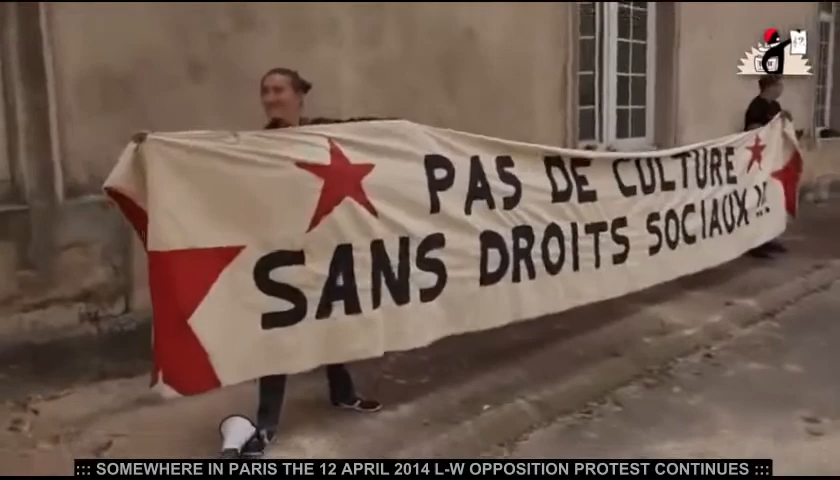 PAS DE CULTURE
SANS DROITS SOCIAUX ?!
::: SOMEWHERE IN PARIS THE 12 APRIL 2014 L-W OPPOSITION PROTEST CONTINUES :::